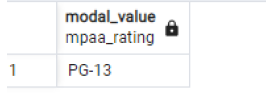 modal_value
mpaa_rating
1 PG-13